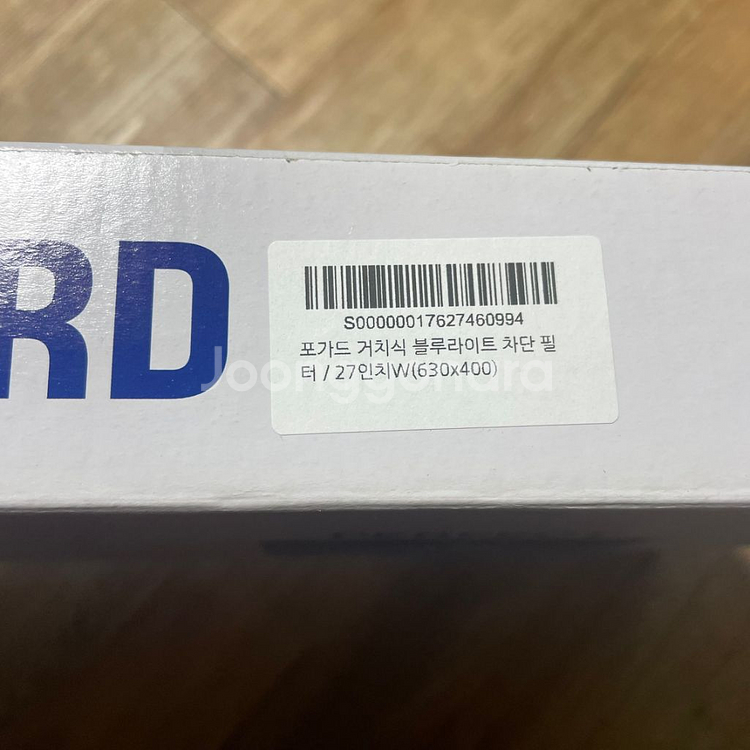 RD
S00000017627460994
포가드 거치식 블루라이트 차단 필
터 / 27인치W(630x400)
Joonggonara